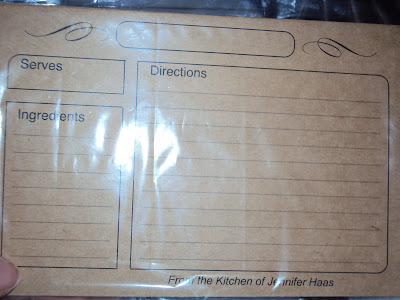 Serves
Directions
Ingredients
From the Kitchen of Jennifer Haas